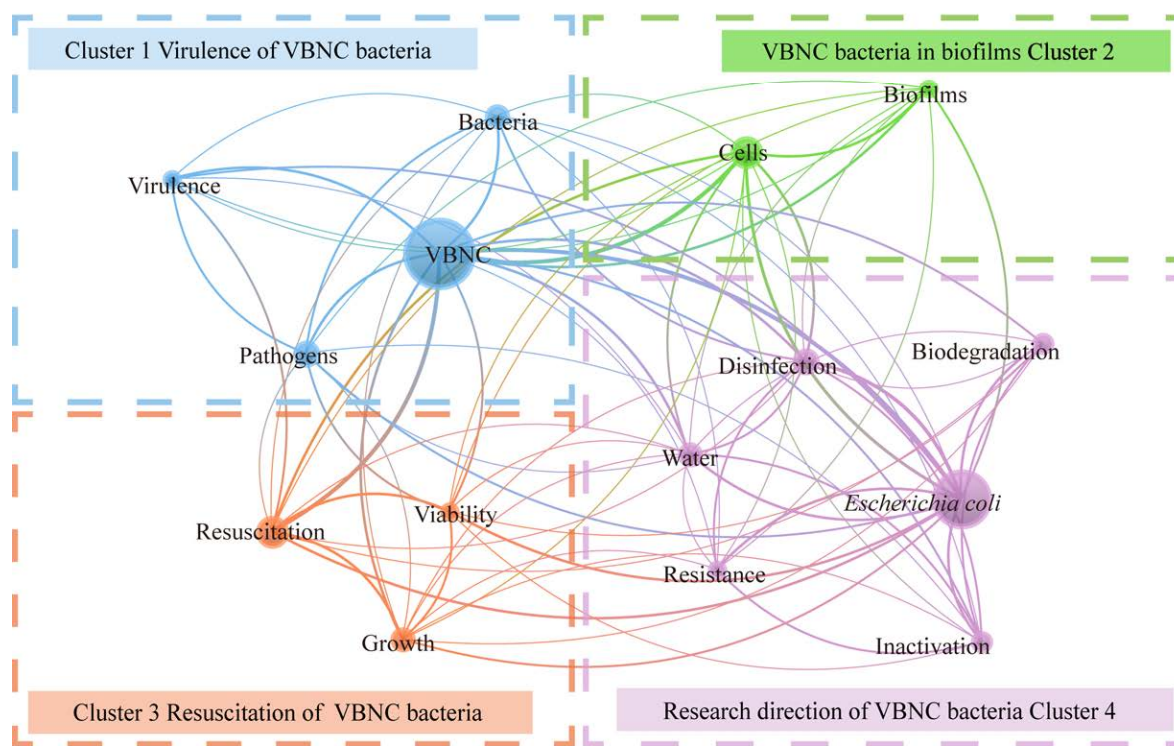 Cluster 1 Virulence of VBNC bacteria
VBNC bacteria in biofilms Cluster 2
Biofilms
Bacteria
Cells
Virulence
VBNC
Pathogens
Disinfection
Biodegradation
Water
Escherichia coli
Viability
Resuscitation
Resistance
Growth
Inactivation
Cluster 3 Resuscitation of VBNC bacteria
Research direction of VBNC bacteria Cluster 4